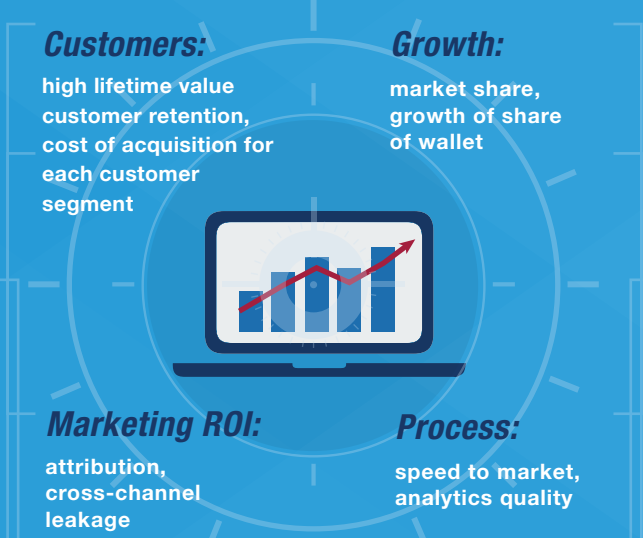 Customers:
high lifetime value
customer retention,
cost of acquisition for
each customer
segment
Growth:
market share,
growth of share
of wallet
Marketing ROI:
attribution,
cross-channel
leakage
Process:
speed to market,
analytics quality